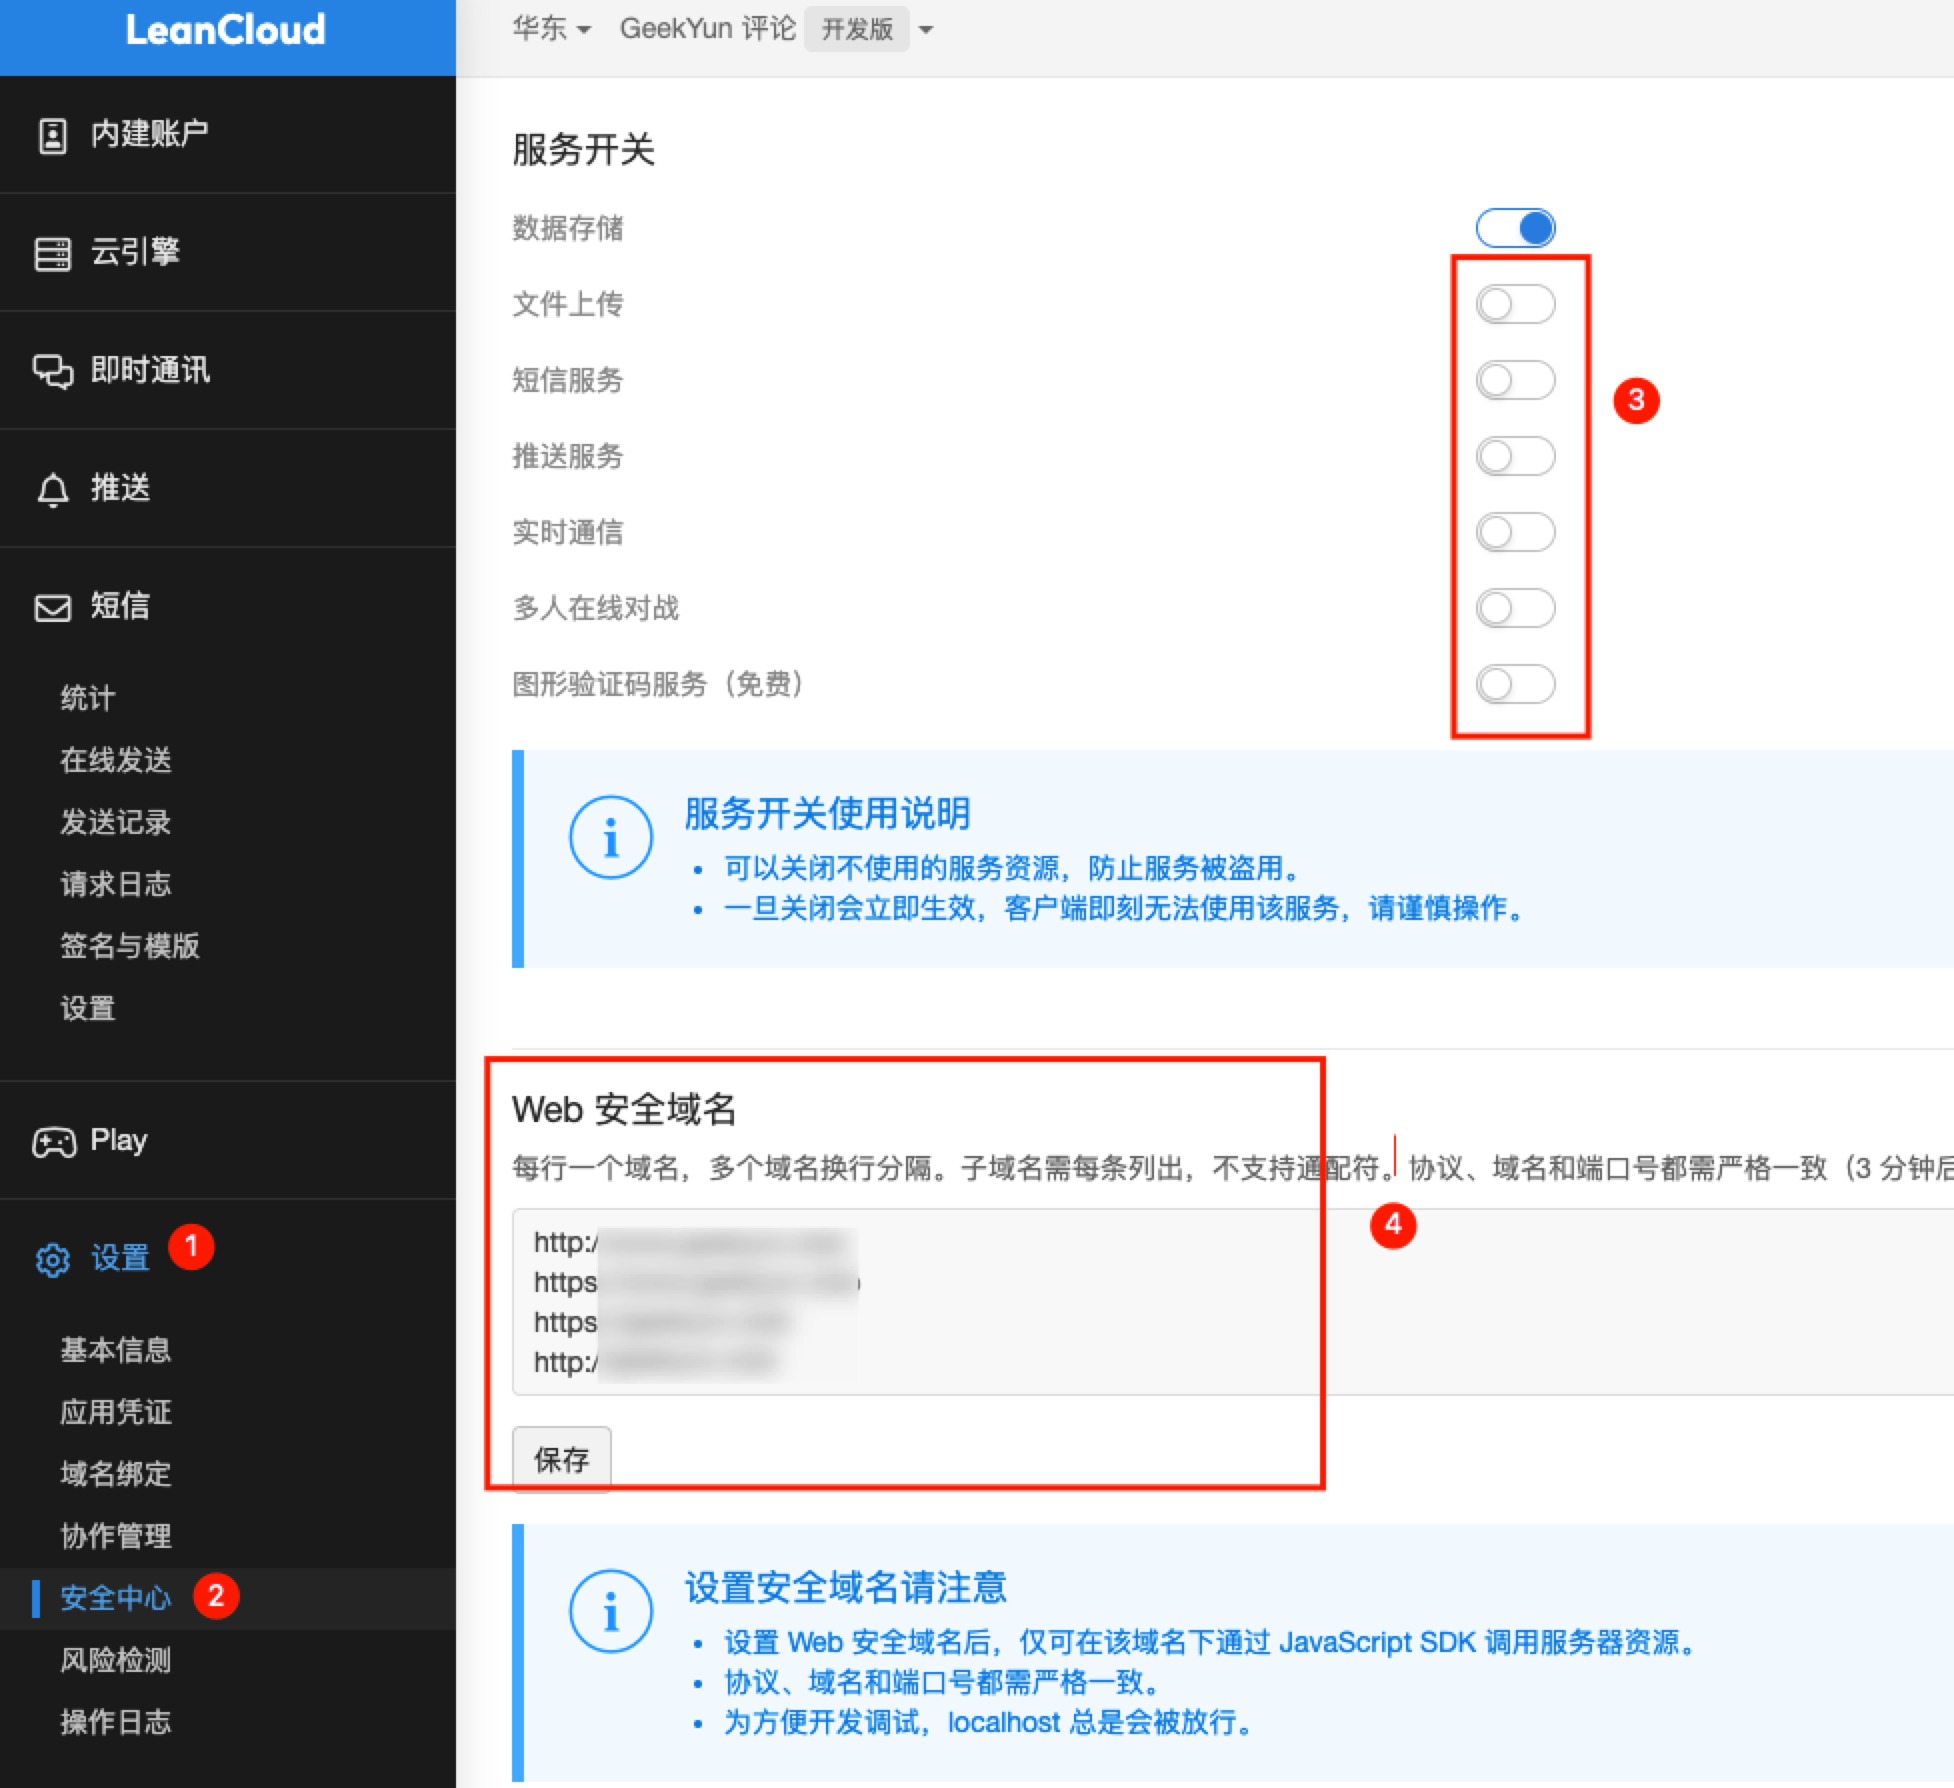 LeanCloud
华东 GeekYun 评论 开发版
内建账户
云引擎
即时通讯
推送
短信
统计
在线发送
发送记录
请求日志
签名与模版
设置
Play
设置 1
基本信息
应用凭证
域名绑定
协作管理
安全中心 2
风险检测
操作日志
服务开关
数据存储
文件上传
短信服务
3
推送服务
实时通信
多人在线对战
图形验证码服务（免费）
服务开关使用说明
• 可以关闭不使用的服务资源，防止服务被盗用。
• 一旦关闭会立即生效，客户端即刻无法使用该服务，请谨慎操作。
Web 安全域名
每行一个域名，多个域名换行分隔。子域名需每条列出，不支持通配符。协议、域名和端口号都需严格一致（3 分钟后
4
http:/
https
https
http:/
保存
设置安全域名请注意
• 设置 Web 安全域名后，仅可在该域名下通过 JavaScript SDK 调用服务器资源。
• 协议、域名和端口号都需严格一致。
• 为方便开发调试，localhost 总是会被放行。